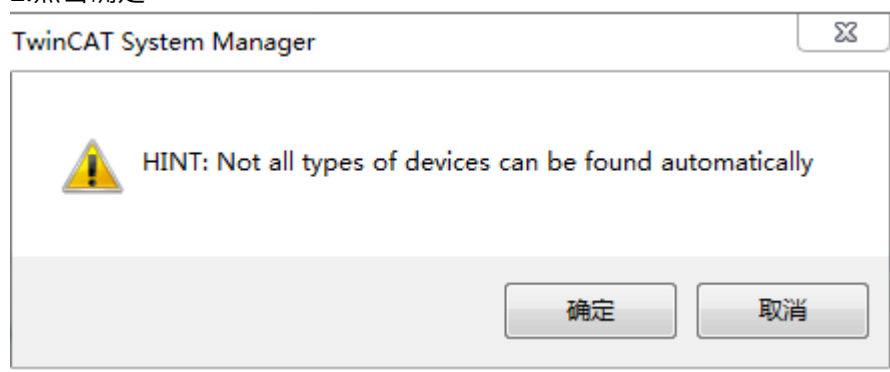 TwinCAT System Manager
HINT: Not all types of devices can be found automatically
确定
取消